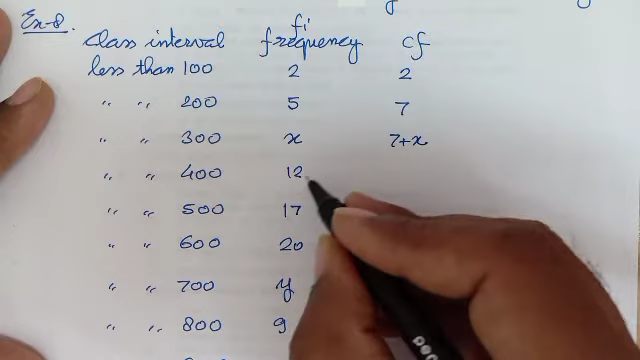 Ex-8.
fi
class interval frequency cf
less than 100 2 2
" " 200 5 7
" " 300 x 7+x
" " 400 12
" " 500 17
" " 600 20
" " 700 y
" " 800 9